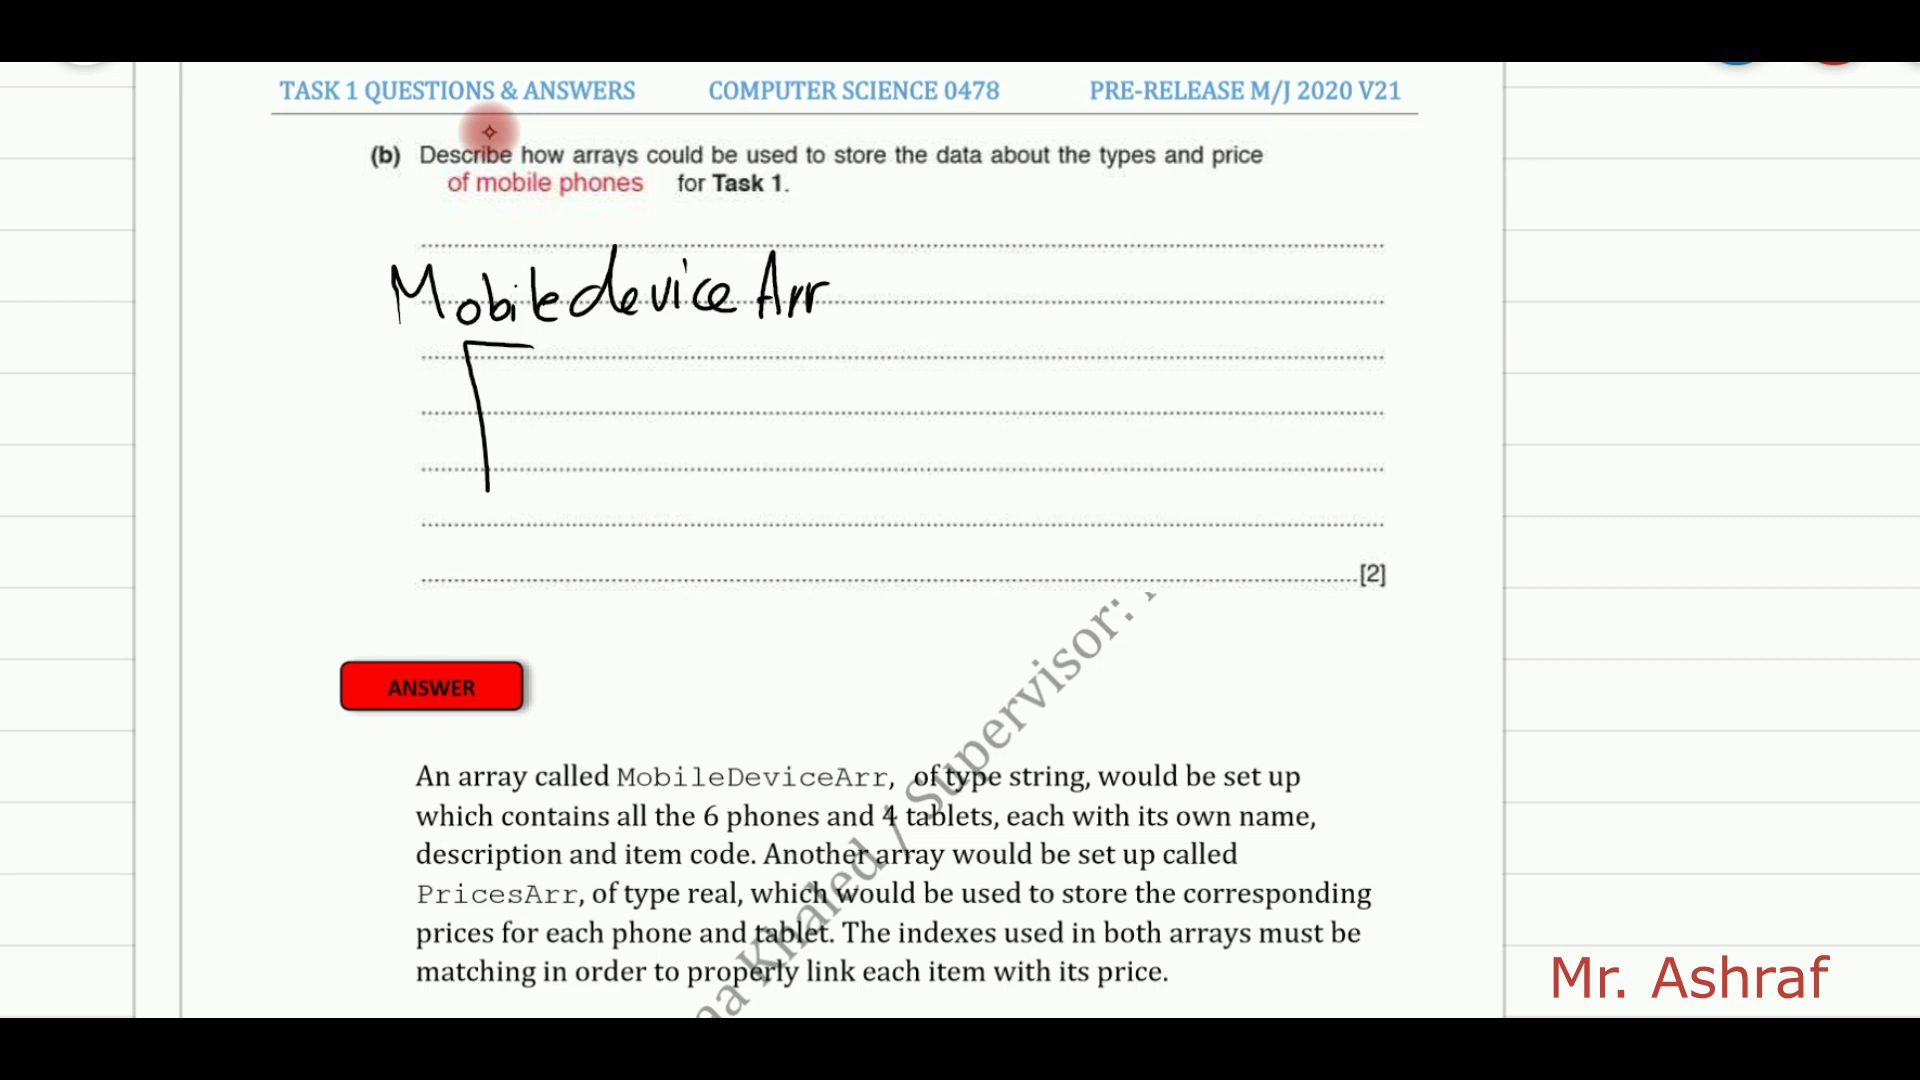 TASK 1 QUESTIONS & ANSWERS COMPUTER SCIENCE 0478 PRE-RELEASE M/J 2020 V21
(b) Describe how arrays could be used to store the data about the types and price
of mobile phones for Task 1.
Mobiledevice Arr
[2]
ANSWER
An array called MobileDeviceArr, of type string, would be set up
which contains all the 6 phones and 4 tablets, each with its own name,
description and item code. Another array would be set up called
PricesArr, of type real, which would be used to store the corresponding
prices for each phone and tablet. The indexes used in both arrays must be
matching in order to properly link each item with its price.
Khaled / Supervisor:
Mr. Ashraf